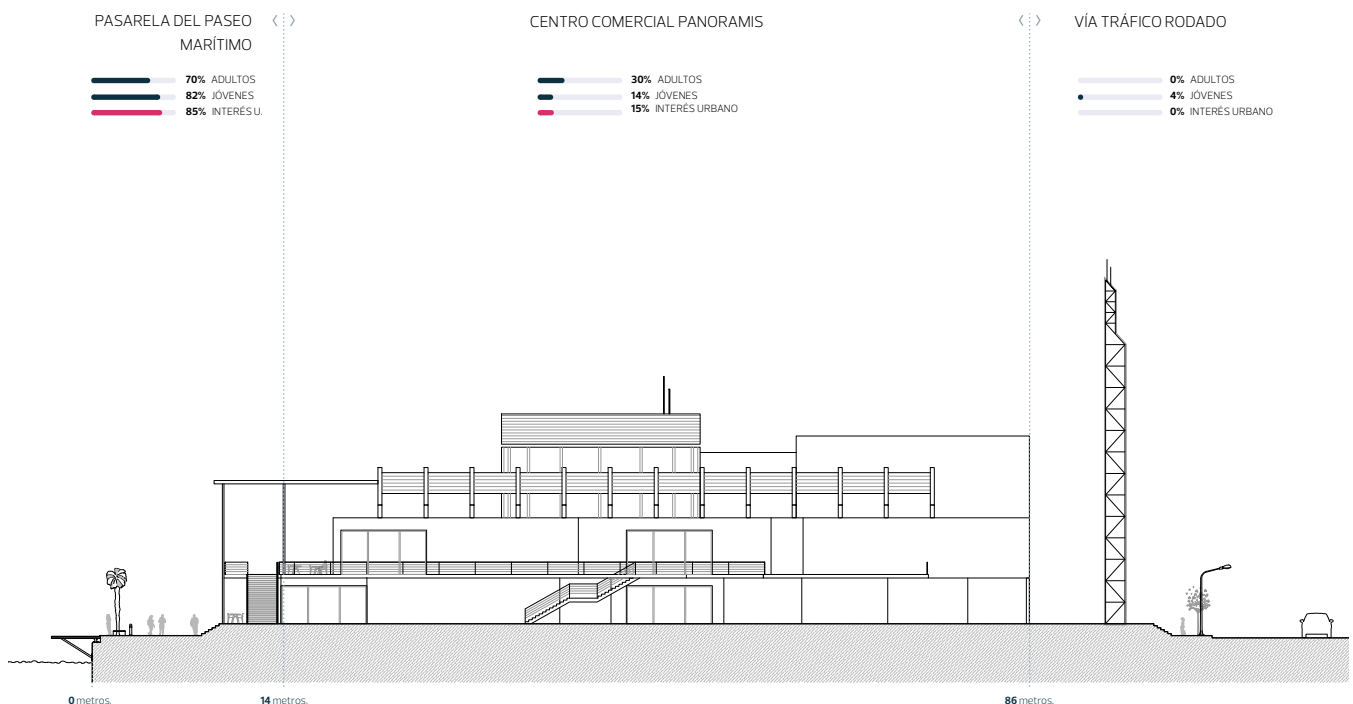 PASARELA DEL PASEO
MARÍTIMO
70% ADULTOS
82% JÓVENES
85% INTERÉS U.
CENTRO COMERCIAL PANORAMIS
30% ADULTOS
14% JÓVENES
15% INTERÉS URBANO
VÍA TRÁFICO RODADO
0% ADULTOS
4% JÓVENES
0% INTERÉS URBANO
0 metros.
14 metros.
86 metros.